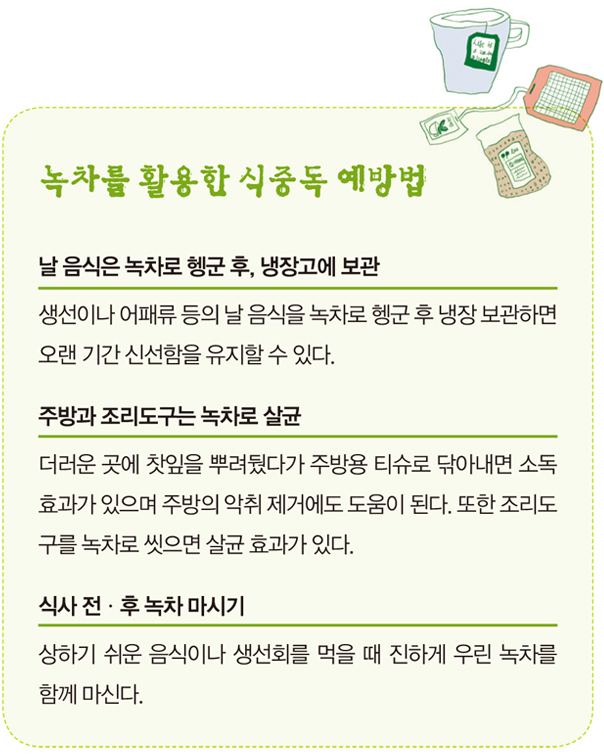 녹차를 활용한 식중독 예방법
날 음식은 녹차로 헹군 후, 냉장고에 보관
생선이나 어패류 등의 날 음식을 녹차로 헹군 후 냉장 보관하면
오랜 기간 신선함을 유지할 수 있다.
주방과 조리도구는 녹차로 살균
더러운 곳에 찻잎을 뿌려뒀다가 주방용 티슈로 닦아내면 소독
효과가 있으며 주방의 악취 제거에도 도움이 된다. 또한 조리도
구를 녹차로 씻으면 살균 효과가 있다.
식사 전 · 후 녹차 마시기
상하기 쉬운 음식이나 생선회를 먹을 때 진하게 우린 녹차를
함께 마신다.